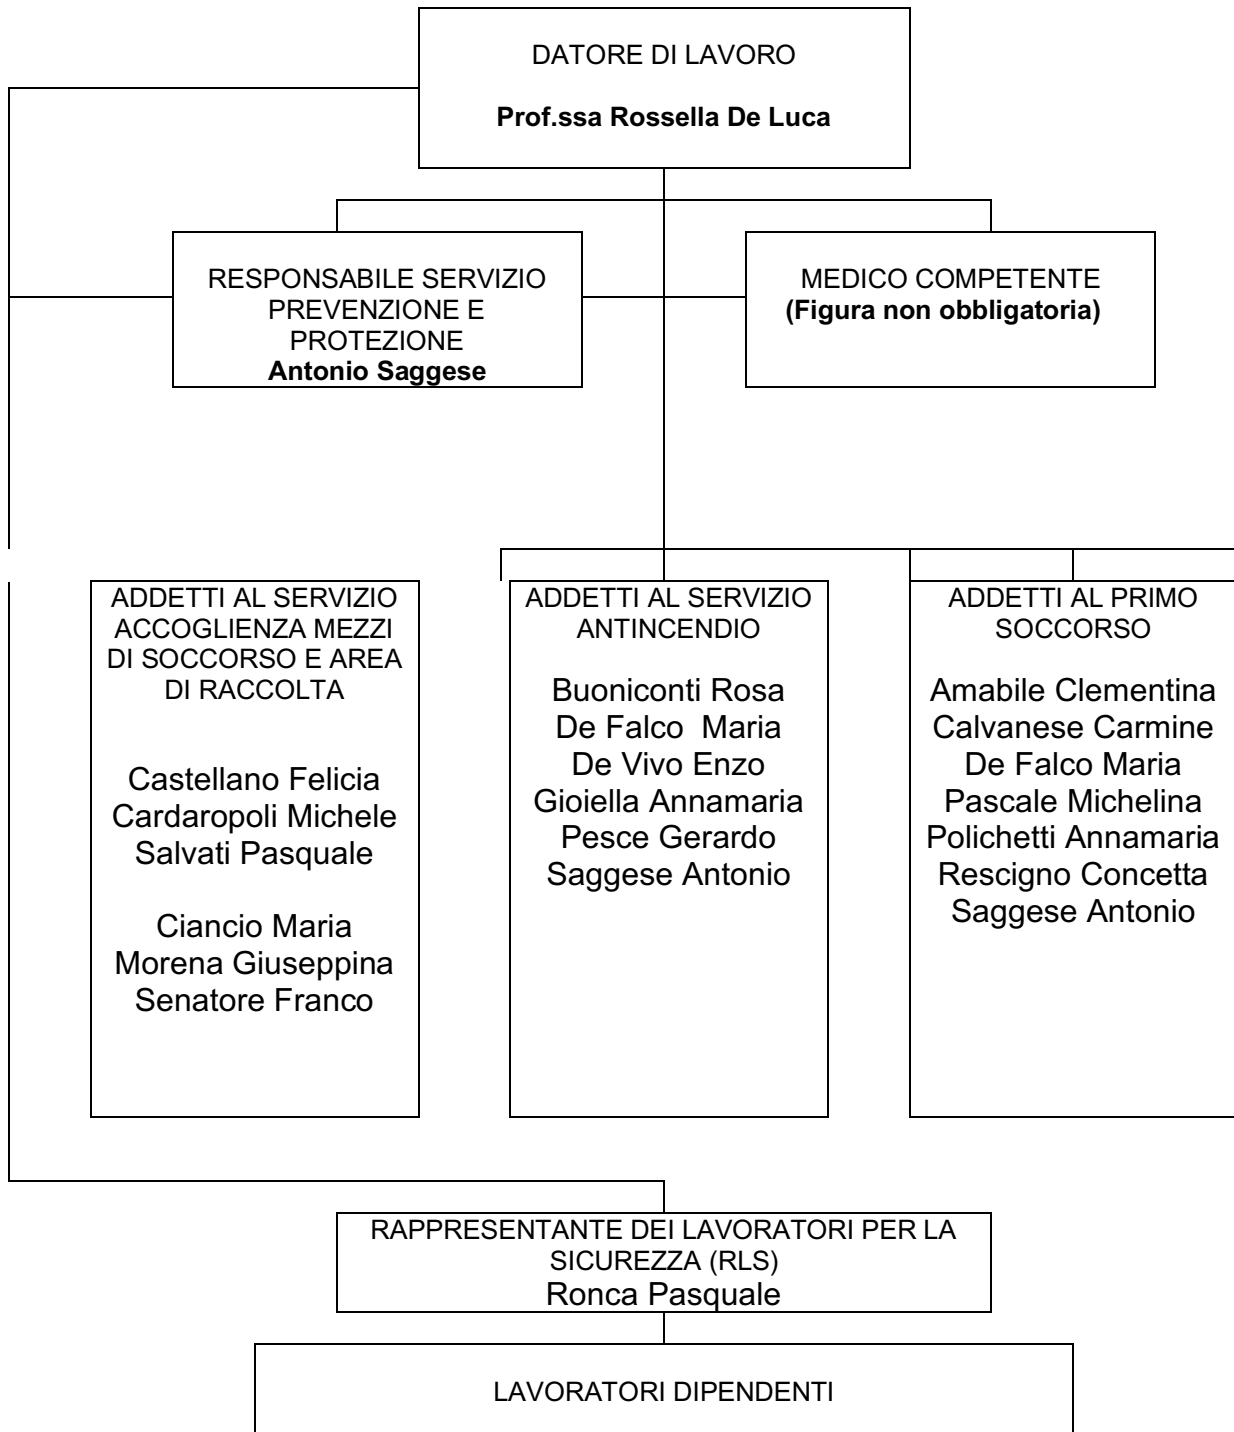 DATORE DI LAVORO
Prof.ssa Rossella De Luca
RESPONSABILE SERVIZIO
PREVENZIONE E
PROTEZIONE
Antonio Saggese
MEDICO COMPETENTE
(Figura non obbligatoria)
ADDETTI AL SERVIZIO
ACCOGLIENZA MEZZI
DI SOCCORSO E AREA
DI RACCOLTA
Castellano Felicia
Cardaropoli Michele
Salvati Pasquale
Ciancio Maria
Morena Giuseppina
Senatore Franco
ADDETTI AL SERVIZIO
ANTINCENDIO
Buoniconti Rosa
De Falco  Maria
De Vivo Enzo
Gioiella Annamaria
Pesce Gerardo
Saggese Antonio
ADDETTI AL PRIMO
SOCCORSO
Amabile Clementina
Calvanese Carmine
De Falco Maria
Pascale Michelina
Polichetti Annamaria
Rescigno Concetta
Saggese Antonio
RAPPRESENTANTE DEI LAVORATORI PER LA
SICUREZZA (RLS)
Ronca Pasquale
LAVORATORI DIPENDENTI